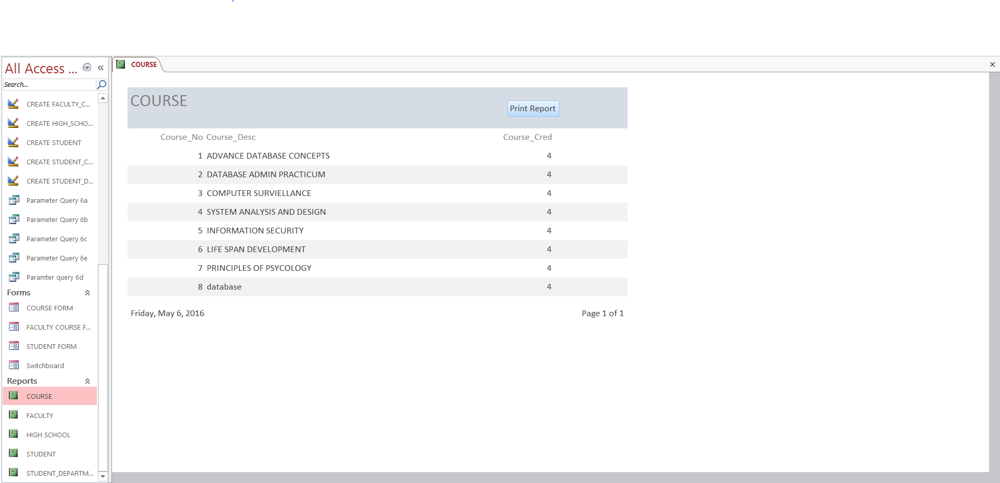 All Access ...
Search...
CREATE FACULTY_C...
CREATE HIGH_SCHO...
CREATE STUDENT
CREATE STUDENT_C...
CREATE STUDENT_D...
Parameter Query 6a
Parameter Query 6b
Parameter Query 6c
Parameter Query 6e
Paramter query 6d
Forms
COURSE FORM
FACULTY COURSE F...
STUDENT FORM
Switchboard
Reports
COURSE
FACULTY
HIGH SCHOOL
STUDENT
STUDENT_DEPARTM...
COURSE
COURSE
Print Report
Course_No Course_Desc Course_Cred
1 ADVANCE DATABASE CONCEPTS 4
2 DATABASE ADMIN PRACTICUM 4
3 COMPUTER SURVIELLANCE 4
4 SYSTEM ANALYSIS AND DESIGN 4
5 INFORMATION SECURITY 4
6 LIFE SPAN DEVELOPMENT 4
7 PRINCIPLES OF PSYCOLOGY 4
8 database 4
Friday, May 6, 2016 Page 1 of 1